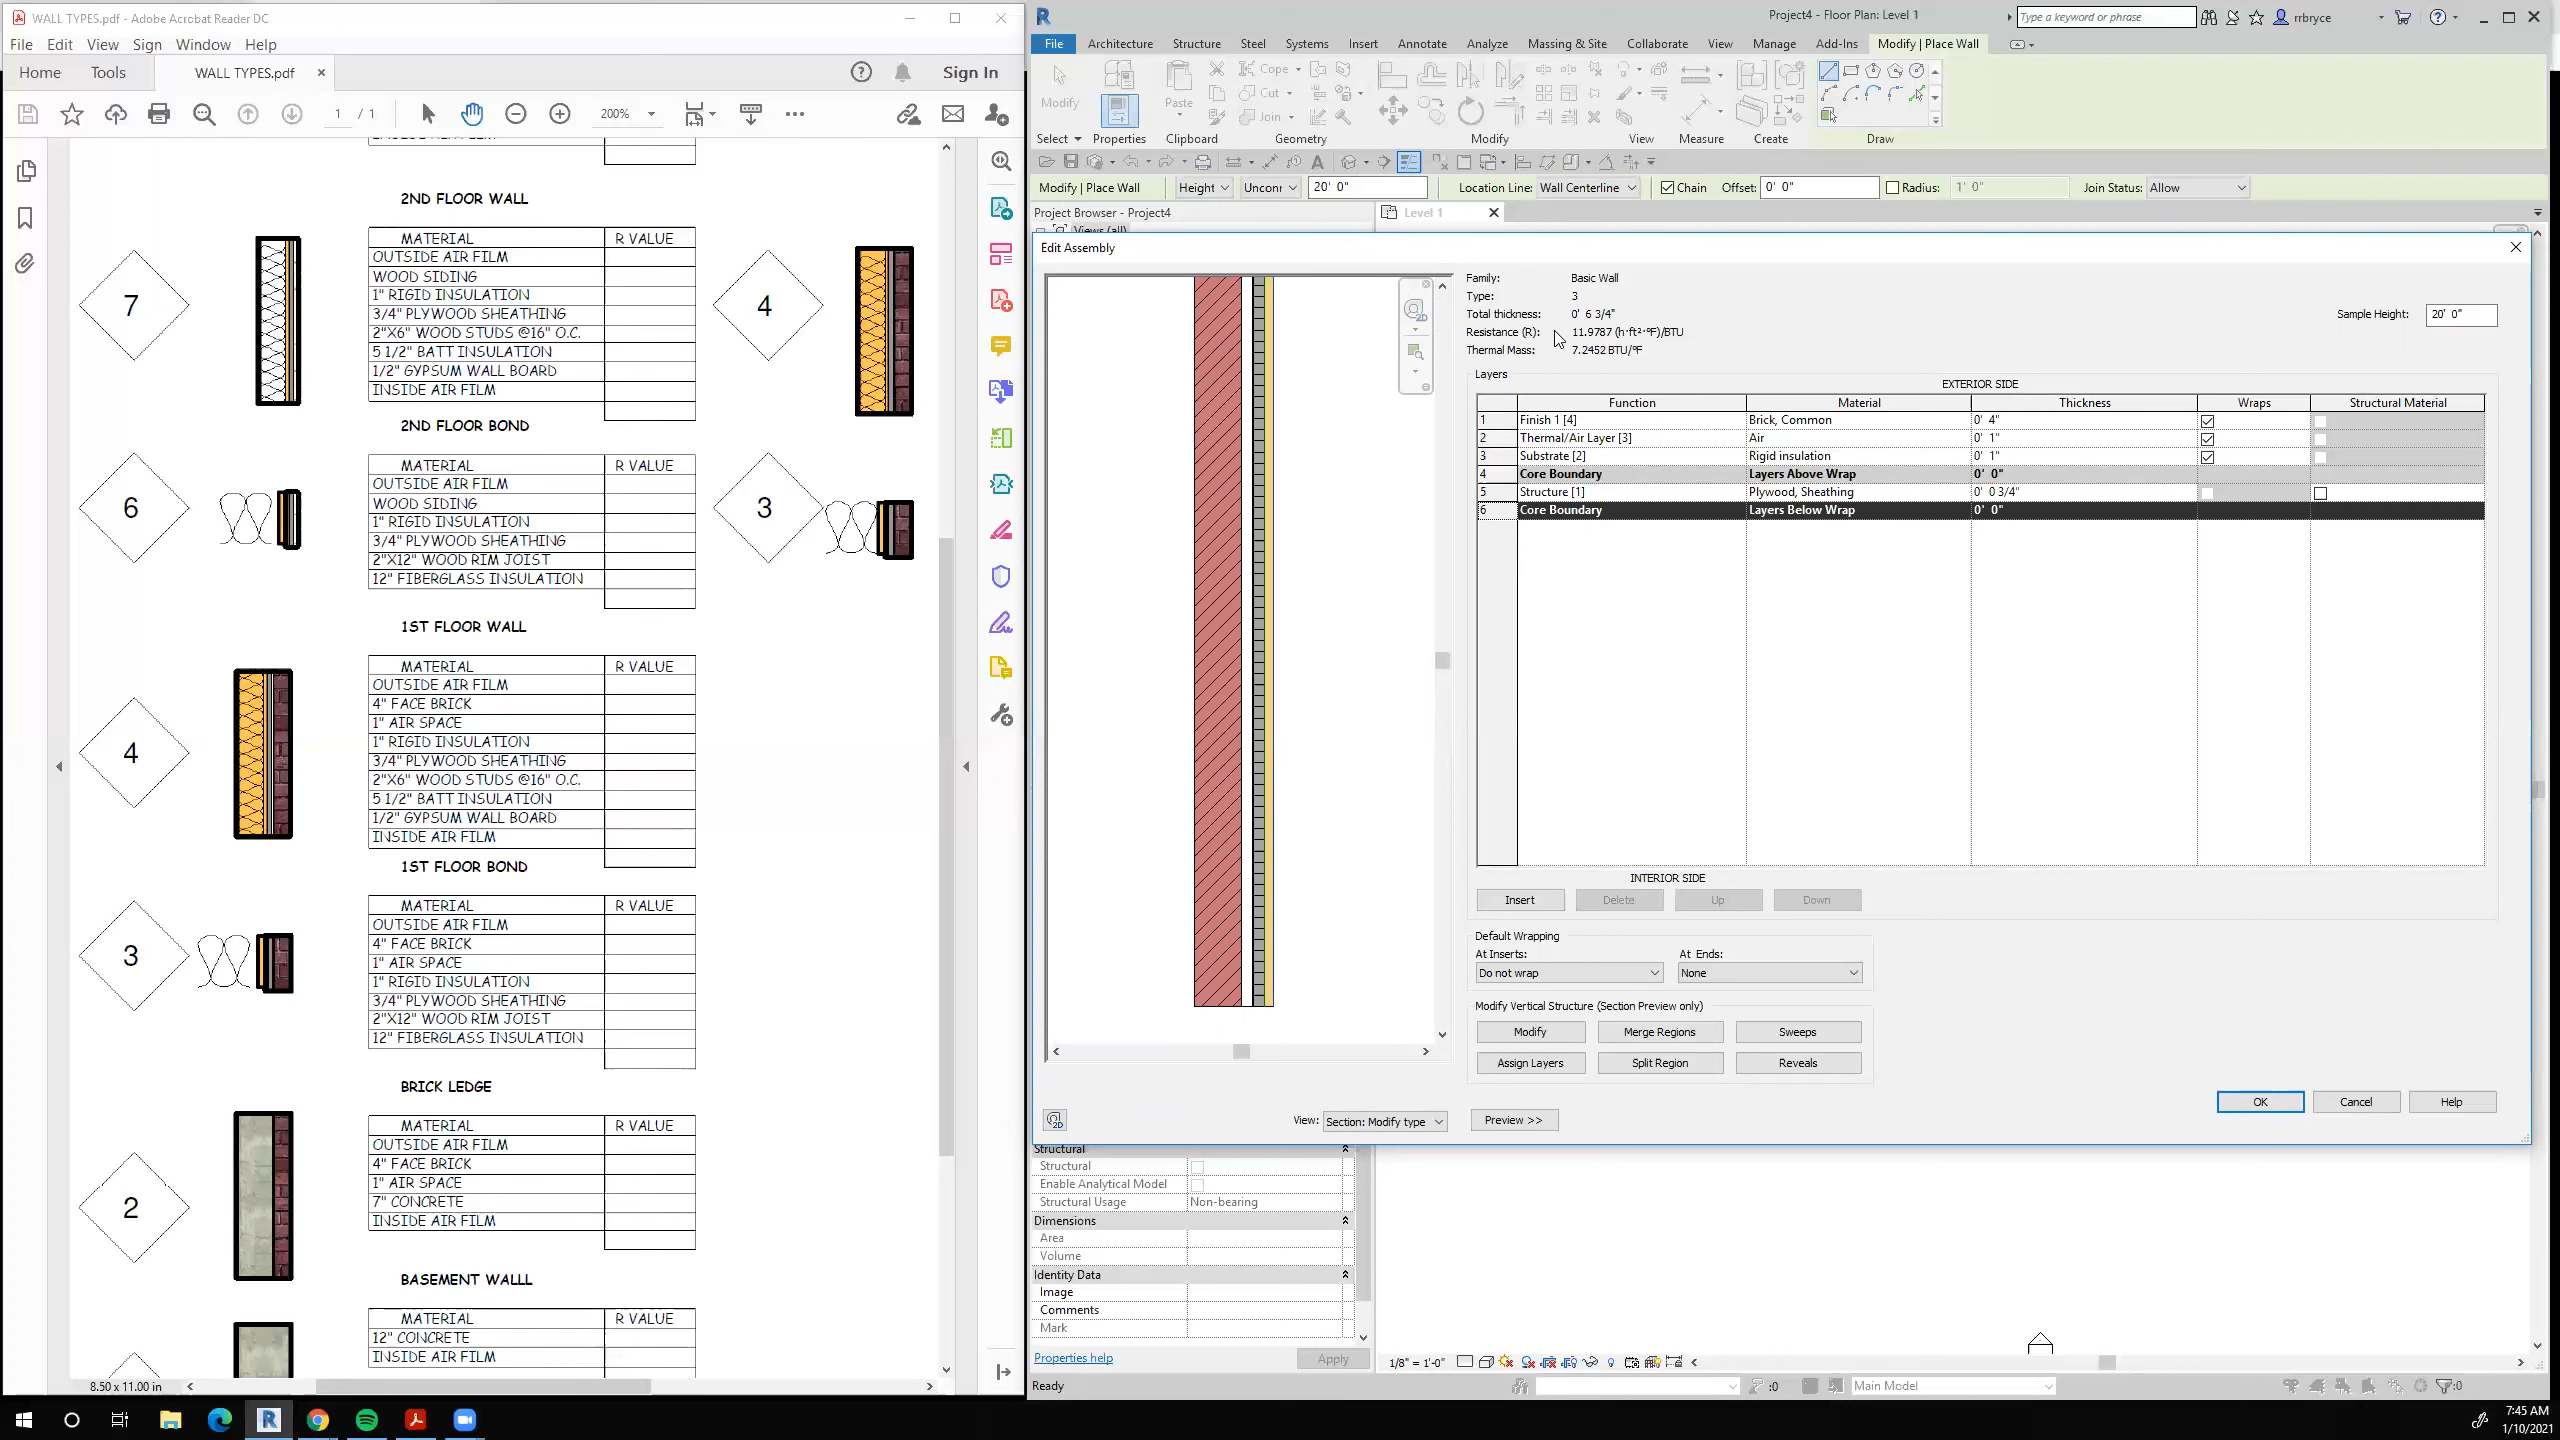 WALL TYPES.pdf - Adobe Acrobat Reader DC
File Edit View Sign Window Help
Home Tools WALL TYPES.pdf × Sign In
1 / 1 200%
2ND FLOOR WALL
MATERIAL R VALUE
OUTSIDE AIR FILM
WOOD SIDING
1" RIGID INSULATION
3/4" PLYWOOD SHEATHING
2"X6" WOOD STUDS @16" O.C.
5 1/2" BATT INSULATION
1/2" GYPSUM WALL BOARD
INSIDE AIR FILM
7
4
2ND FLOOR BOND
MATERIAL R VALUE
OUTSIDE AIR FILM
WOOD SIDING
1" RIGID INSULATION
3/4" PLYWOOD SHEATHING
2"X12" WOOD RIM JOIST
12" FIBERGLASS INSULATION
6
3
1ST FLOOR WALL
MATERIAL R VALUE
OUTSIDE AIR FILM
4" FACE BRICK
1" AIR SPACE
1" RIGID INSULATION
3/4" PLYWOOD SHEATHING
2"X6" WOOD STUDS @16" O.C.
5 1/2" BATT INSULATION
1/2" GYPSUM WALL BOARD
INSIDE AIR FILM
4
1ST FLOOR BOND
MATERIAL R VALUE
OUTSIDE AIR FILM
4" FACE BRICK
1" AIR SPACE
1" RIGID INSULATION
3/4" PLYWOOD SHEATHING
2"X12" WOOD RIM JOIST
12" FIBERGLASS INSULATION
3
BRICK LEDGE
MATERIAL R VALUE
OUTSIDE AIR FILM
4" FACE BRICK
1" AIR SPACE
7" CONCRETE
INSIDE AIR FILM
2
BASEMENT WALLL
MATERIAL R VALUE
12" CONCRETE
INSIDE AIR FILM
8.50 x 11.00 in
Project4 - Floor Plan: Level 1 Type a keyword or phrase rrbryce
File Architecture Structure Steel Systems Insert Annotate Analyze Massing & Site Collaborate View Manage Add-Ins Modify | Place Wall
Modify Paste Cope Cut Join
Select Properties Clipboard Geometry Modify View Measure Create Draw
Modify | Place Wall Height Uncon 20' 0" Location Line: Wall Centerline Chain Offset: 0' 0" Radius: 1' 0" Join Status: Allow
Project Browser - Project4 Level 1
Views (all)
Edit Assembly
Family: Basic Wall
Type: 3
Total thickness: 0' 6 3/4"
Resistance (R): 11.9787 (h·ft²·°F)/BTU
Thermal Mass: 7.2452 BTU/°F
Sample Height: 20' 0"
Layers
EXTERIOR SIDE
Function Material Thickness Wraps Structural Material
1 Finish 1 [4] Brick, Common 0' 4"
2 Thermal/Air Layer [3] Air 0' 1"
3 Substrate [2] Rigid insulation 0' 1"
4 Core Boundary Layers Above Wrap 0' 0"
5 Structure [1] Plywood, Sheathing 0' 0 3/4"
6 Core Boundary Layers Below Wrap 0' 0"
INTERIOR SIDE
Insert Delete Up Down
Default Wrapping
At Inserts: At Ends:
Do not wrap None
Modify Vertical Structure (Section Preview only)
Modify Merge Regions Sweeps
Assign Layers Split Region Reveals
OK Cancel Help
View: Section: Modify type Preview >>
2D
Structural
Structural
Enable Analytical Model
Structural Usage Non-bearing
Dimensions
Area
Volume
Identity Data
Image
Comments
Mark
Properties help Apply
1/8" = 1'-0"
Ready :0 Main Model :0
7:45 AM
1/10/2021